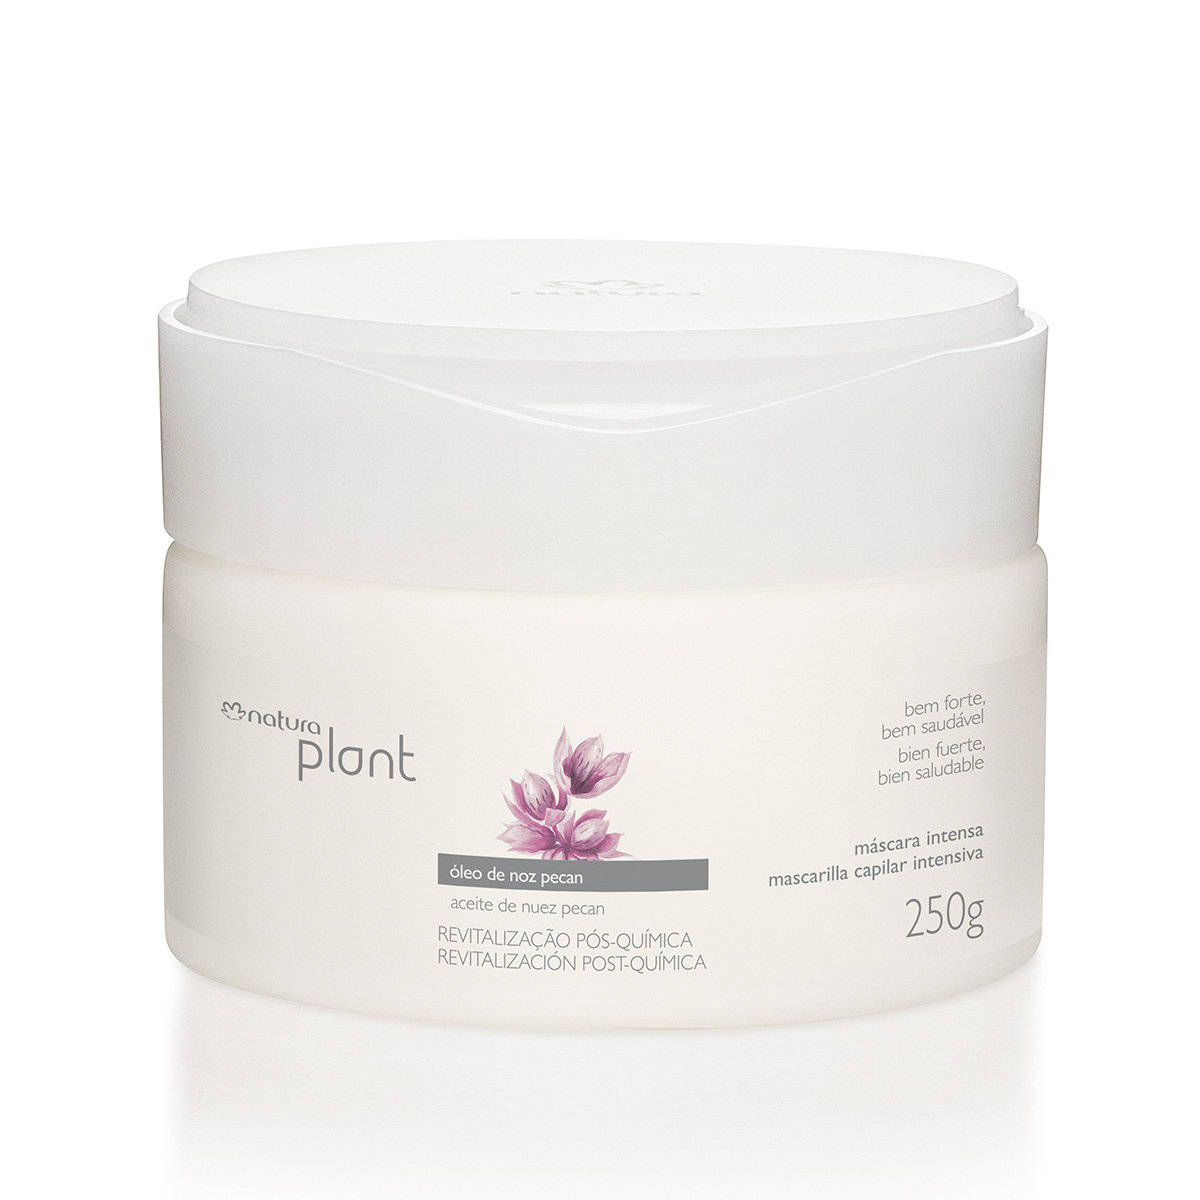 natura
natura
plant
óleo de noz pecan
aceite de nuez pecan
REVITALIZAÇÃO PÓS-QUÍMICA
REVITALIZACIÓN POST-QUÍMICA
bem forte,
bem saudável
bien fuerte,
bien saludable
máscara intensa
mascarilla capilar intensiva
250g